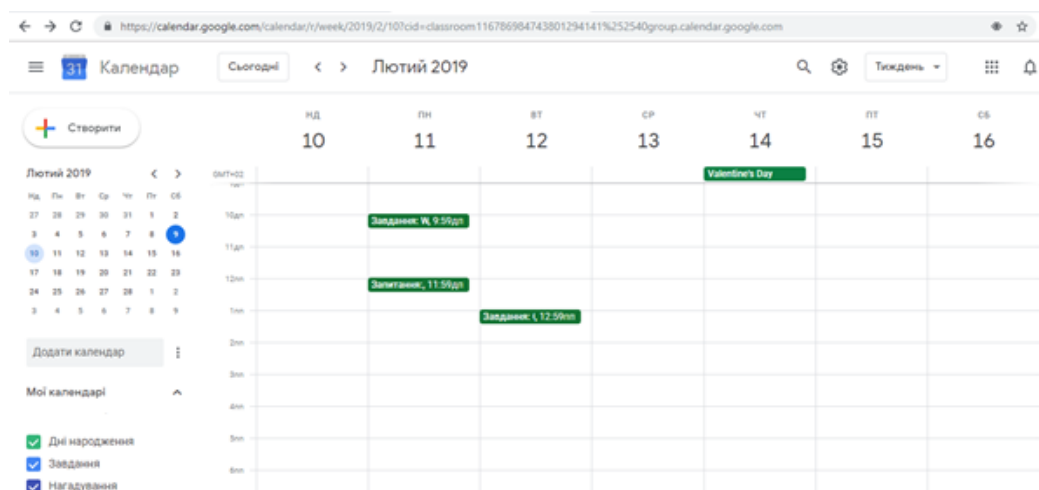 https://calendar.google.com/calendar/r/week/2019/2/10?cid=classroom116786984743801294141%252540group.calendar.google.com
31 Календар Сьогодні Лютий 2019 Тиждень
Створити
НД ПН ВТ СР ЧТ ПТ СБ
10 11 12 13 14 15 16
Лютий 2019
GMT+02 Valentine's Day
Нд Пн Вт Ср Чт Пт Сб
27 28 29 30 31 1 2
3 4 5 6 7 8 9
10 11 12 13 14 15 16
17 18 19 20 21 22 23
24 25 26 27 28 1 2
3 4 5 6 7 8 9
10дп Завдання: W, 9:59дп
11дп
12пп Запитання:, 11:59дп
1пп Завдання: 12:59пп
2пп
3пп
4пп
5пп
6пп
Додати календар
Мої календарі
Дні народження
Завдання
Нагадування